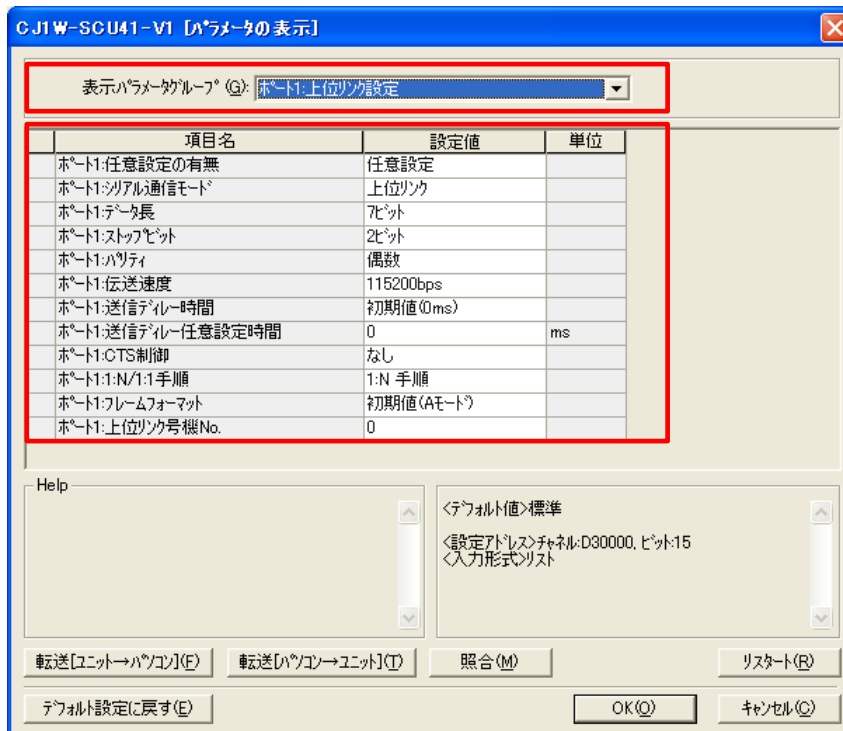 CJ1W-SCU41-V1 [ﾊﾟﾗﾒｰﾀの表示]
表示ﾊﾟﾗﾒｰﾀｸﾞﾙｰﾌﾟ(G): ﾎﾟｰﾄ1:上位ﾘﾝｸ設定
項目名 設定値 単位
ﾎﾟｰﾄ1:任意設定の有無 任意設定
ﾎﾟｰﾄ1:ｼﾘｱﾙ通信ﾓｰﾄﾞ 上位ﾘﾝｸ
ﾎﾟｰﾄ1:ﾃﾞｰﾀ長 7ﾋﾞｯﾄ
ﾎﾟｰﾄ1:ｽﾄｯﾌﾟﾋﾞｯﾄ 2ﾋﾞｯﾄ
ﾎﾟｰﾄ1:ﾊﾟﾘﾃｨ 偶数
ﾎﾟｰﾄ1:伝送速度 115200bps
ﾎﾟｰﾄ1:送信ﾃﾞｨﾚｰ時間 初期値(0ms)
ﾎﾟｰﾄ1:送信ﾃﾞｨﾚｰ任意設定時間 0 ms
ﾎﾟｰﾄ1:CTS制御 なし
ﾎﾟｰﾄ1:1:N/1:1手順 1:N 手順
ﾎﾟｰﾄ1:ﾌﾚｰﾑﾌｫｰﾏｯﾄ 初期値(Aﾓｰﾄﾞ)
ﾎﾟｰﾄ1:上位ﾘﾝｸ号機No. 0
Help
<ﾃﾞﾌｫﾙﾄ値>標準
<設定ｱﾄﾞﾚｽ>ﾁｬﾈﾙ:D30000, ﾋﾞｯﾄ:15
<入力形式>ﾘｽﾄ
転送[ﾕﾆｯﾄ→ﾊﾟｿｺﾝ](F) 転送[ﾊﾟｿｺﾝ→ﾕﾆｯﾄ](T) 照合(M) ﾘｽﾀｰﾄ(R)
ﾃﾞﾌｫﾙﾄ設定に戻す(E) OK(O) ｷｬﾝｾﾙ(C)